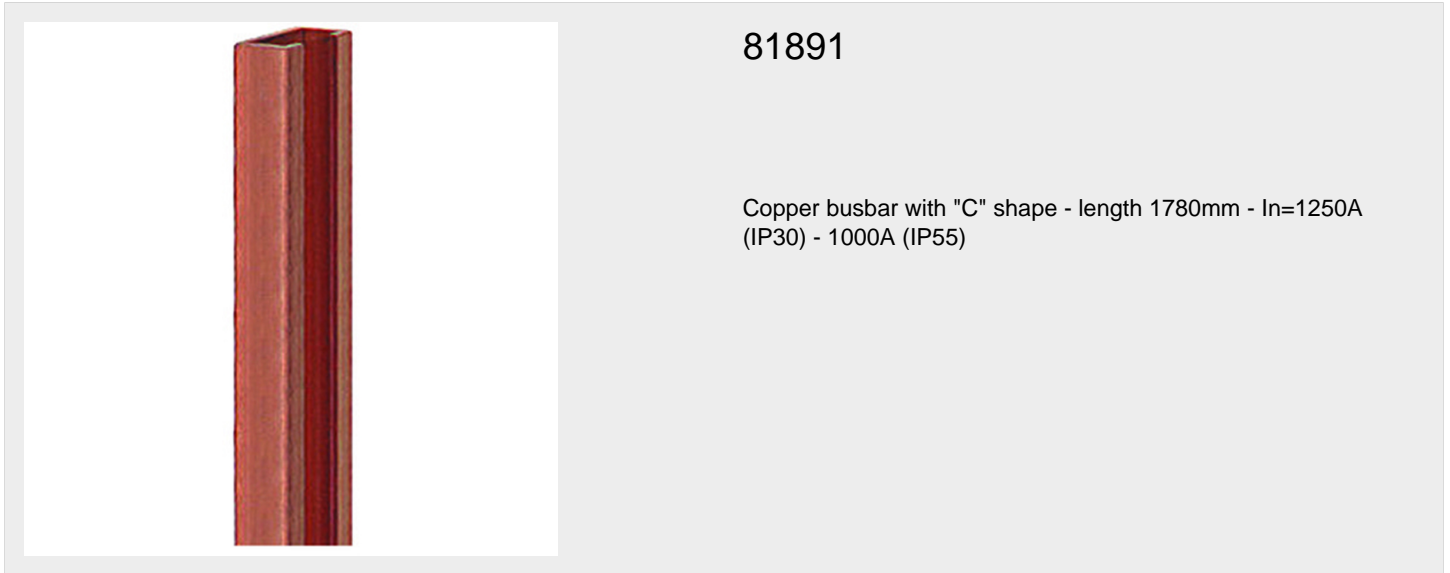 81891
Copper busbar with "C" shape - length 1780mm - In=1250A
(IP30) - 1000A (IP55)